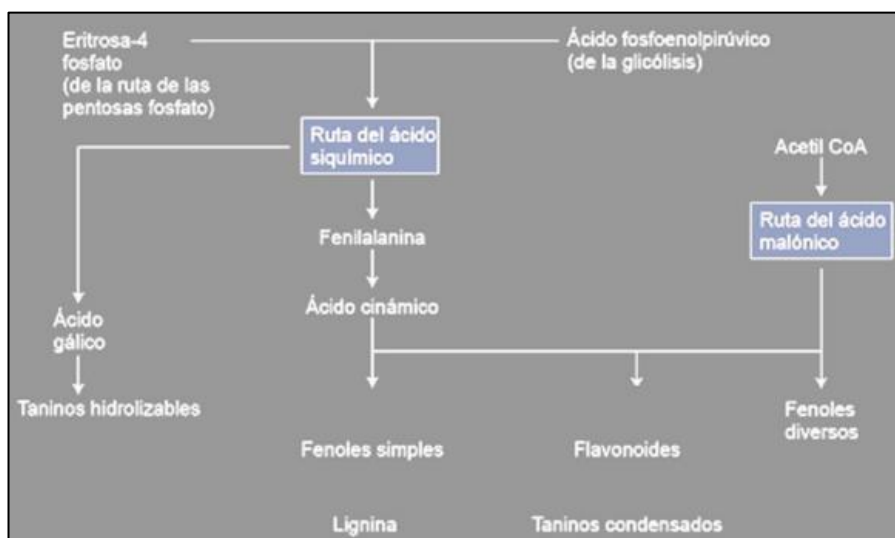 Eritrosa-4
fosfato
(de la ruta de las
pentosas fosfato)
Ácido fosfoenolpirúvico
(de la glicólisis)
Ruta del ácido
siquímico
Acetil CoA
Ruta del ácido
malónico
Fenilalanina
Ácido cinámico
Ácido
gálico
Taninos hidrolizables
Fenoles simples
Flavonoides
Fenoles
diversos
Lignina
Taninos condensados